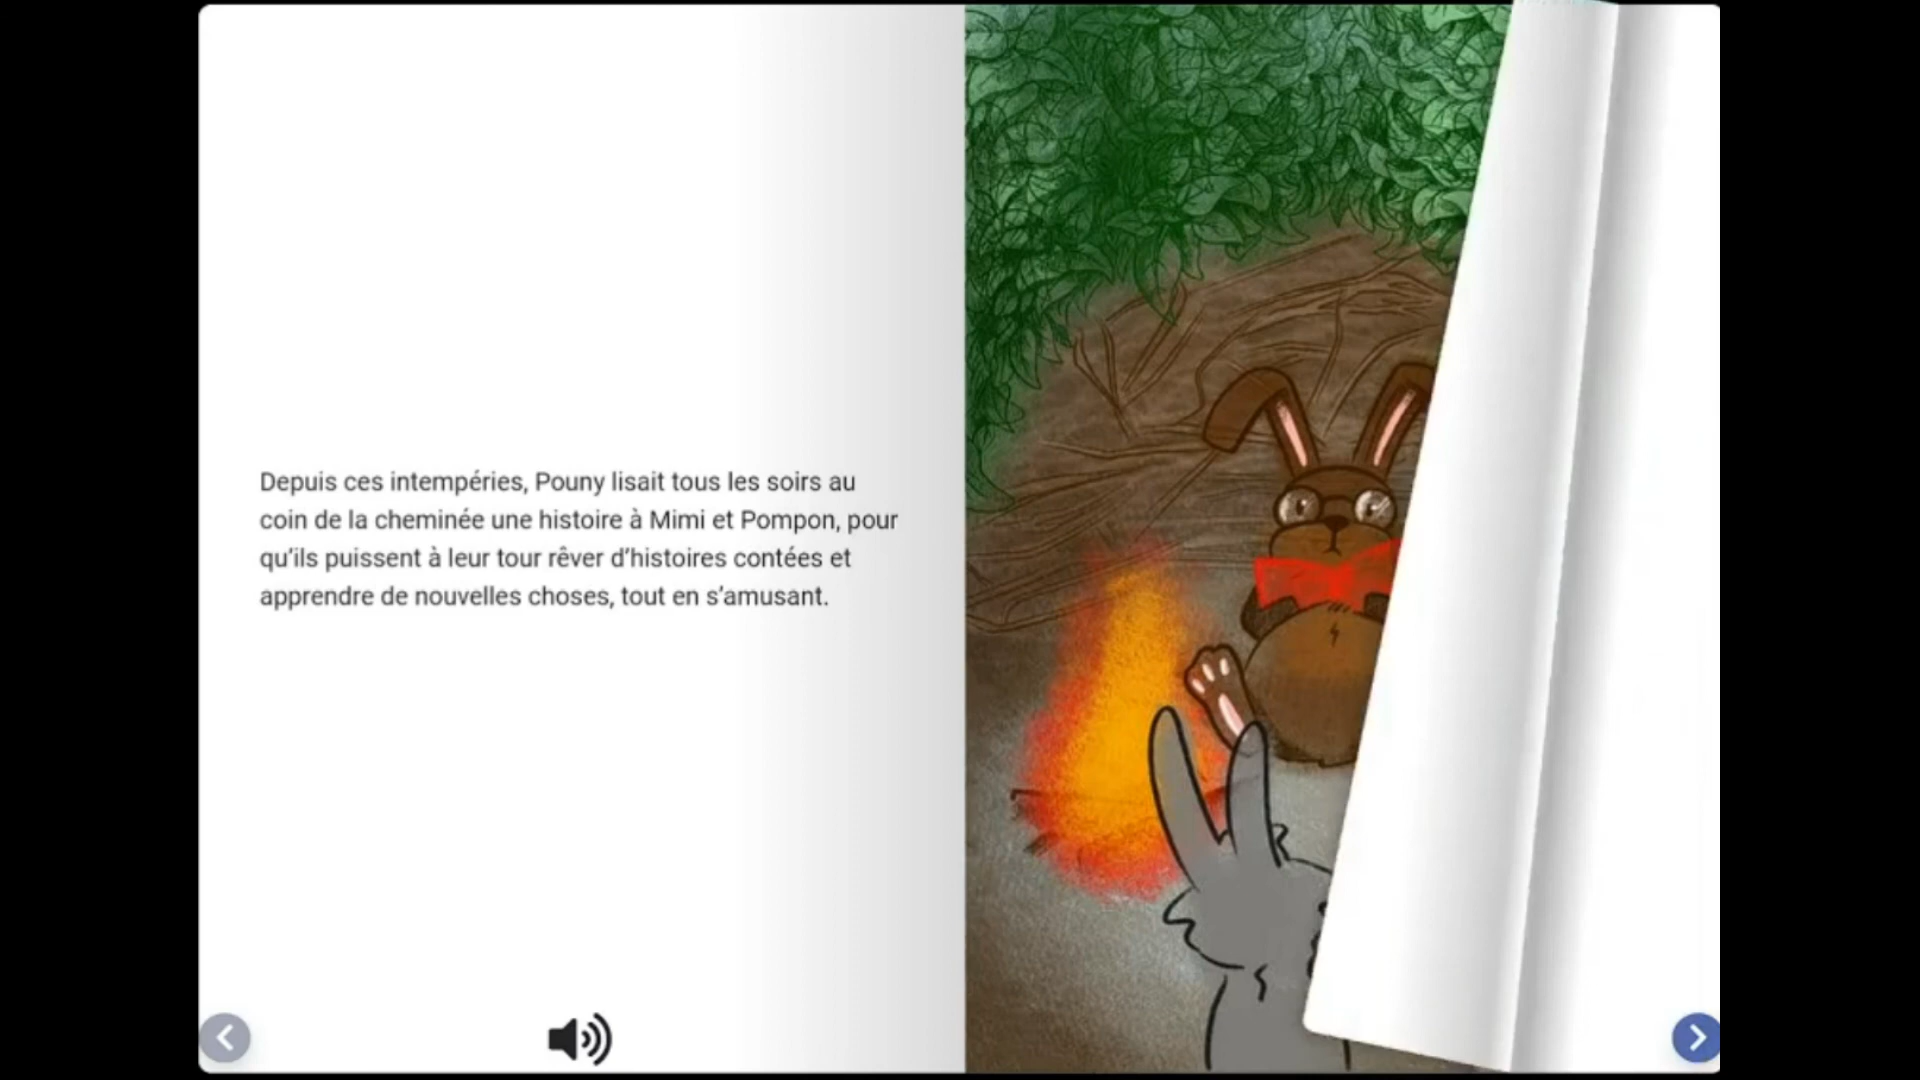 Depuis ces intempéries, Pouny lisait tous les soirs au
coin de la cheminée une histoire à Mimi et Pompon, pour
qu’ils puissent à leur tour rêver d’histoires contées et
apprendre de nouvelles choses, tout en s’amusant.